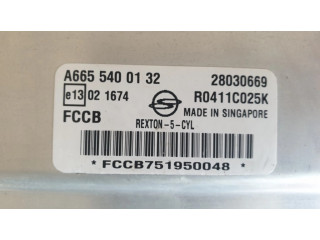 A665 540 01 32 28030669
e13 02 1674 R0411C025K
FCCB MADE IN SINGAPORE
REXTON-5-CYL
* FCCB751950048 *